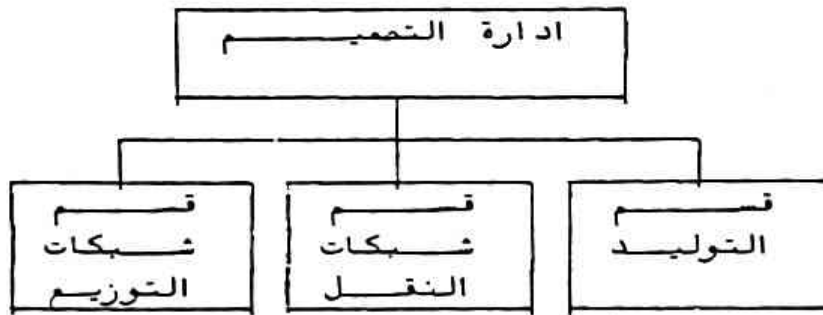 ادارة التصميم
قسم
التوليد
قسم
شبكات
النقل
قسم
شبكات
التوزيع